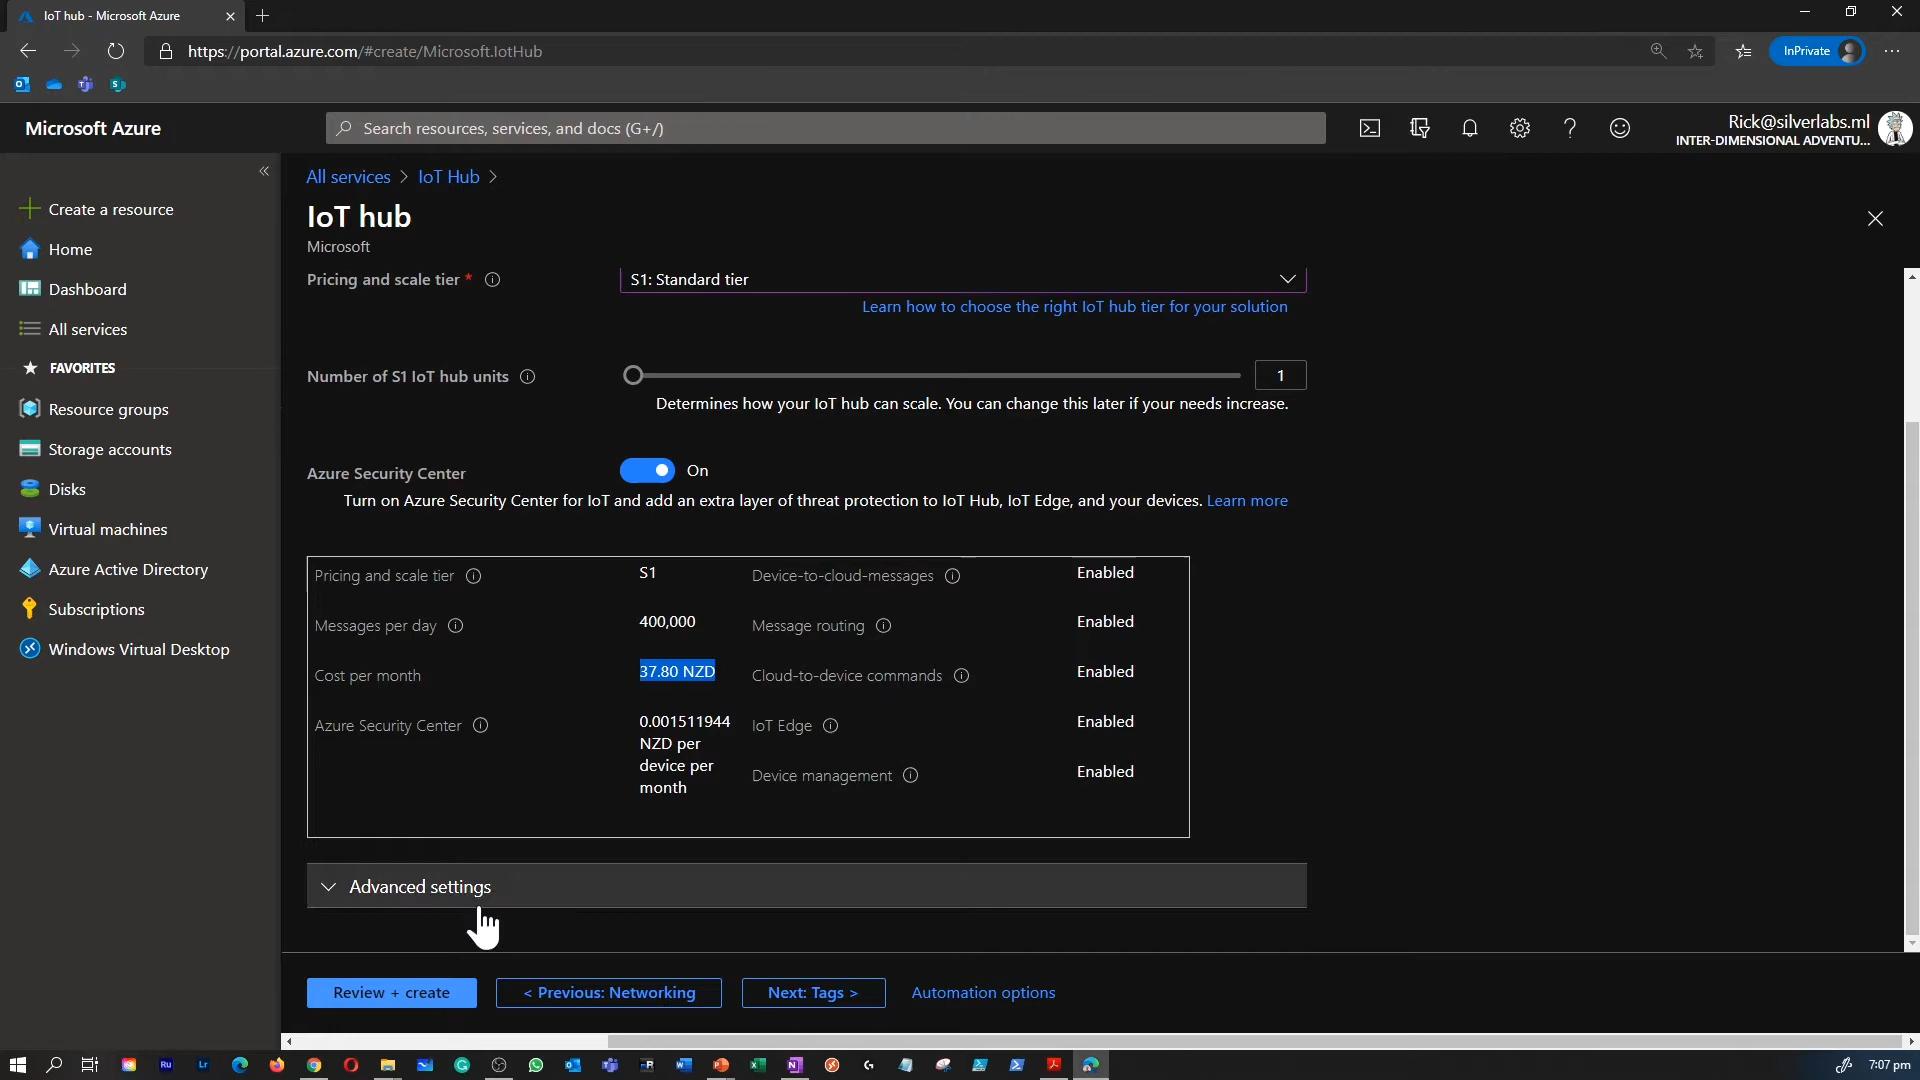 IoT hub - Microsoft Azure
https://portal.azure.com/#create/Microsoft.IotHub
InPrivate
Microsoft Azure
Search resources, services, and docs (G+/)
Rick@silverlabs.ml
INTER-DIMENSIONAL ADVENTU...
Create a resource
Home
Dashboard
All services
FAVORITES
Resource groups
Storage accounts
Disks
Virtual machines
Azure Active Directory
Subscriptions
Windows Virtual Desktop
All services > IoT Hub >
IoT hub
Microsoft
Pricing and scale tier *
S1: Standard tier
Learn how to choose the right IoT hub tier for your solution
Number of S1 IoT hub units
1
Determines how your IoT hub can scale. You can change this later if your needs increase.
Azure Security Center
On
Turn on Azure Security Center for IoT and add an extra layer of threat protection to IoT Hub, IoT Edge, and your devices. Learn more
Pricing and scale tier
S1
Device-to-cloud-messages
Enabled
Messages per day
400,000
Message routing
Enabled
Cost per month
37.80 NZD
Cloud-to-device commands
Enabled
Azure Security Center
0.001511944
NZD per
device per
month
IoT Edge
Enabled
Device management
Enabled
Advanced settings
Review + create
< Previous: Networking
Next: Tags >
Automation options
7:07 pm